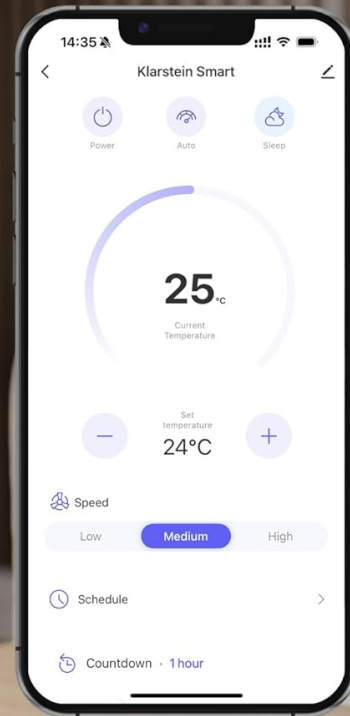 14:35
Klarstein Smart
Power
Auto
Sleep
25°C
Current
Temperature
Set
temperature
24°C
Speed
Low
Medium
High
Schedule
Countdown · 1 hour